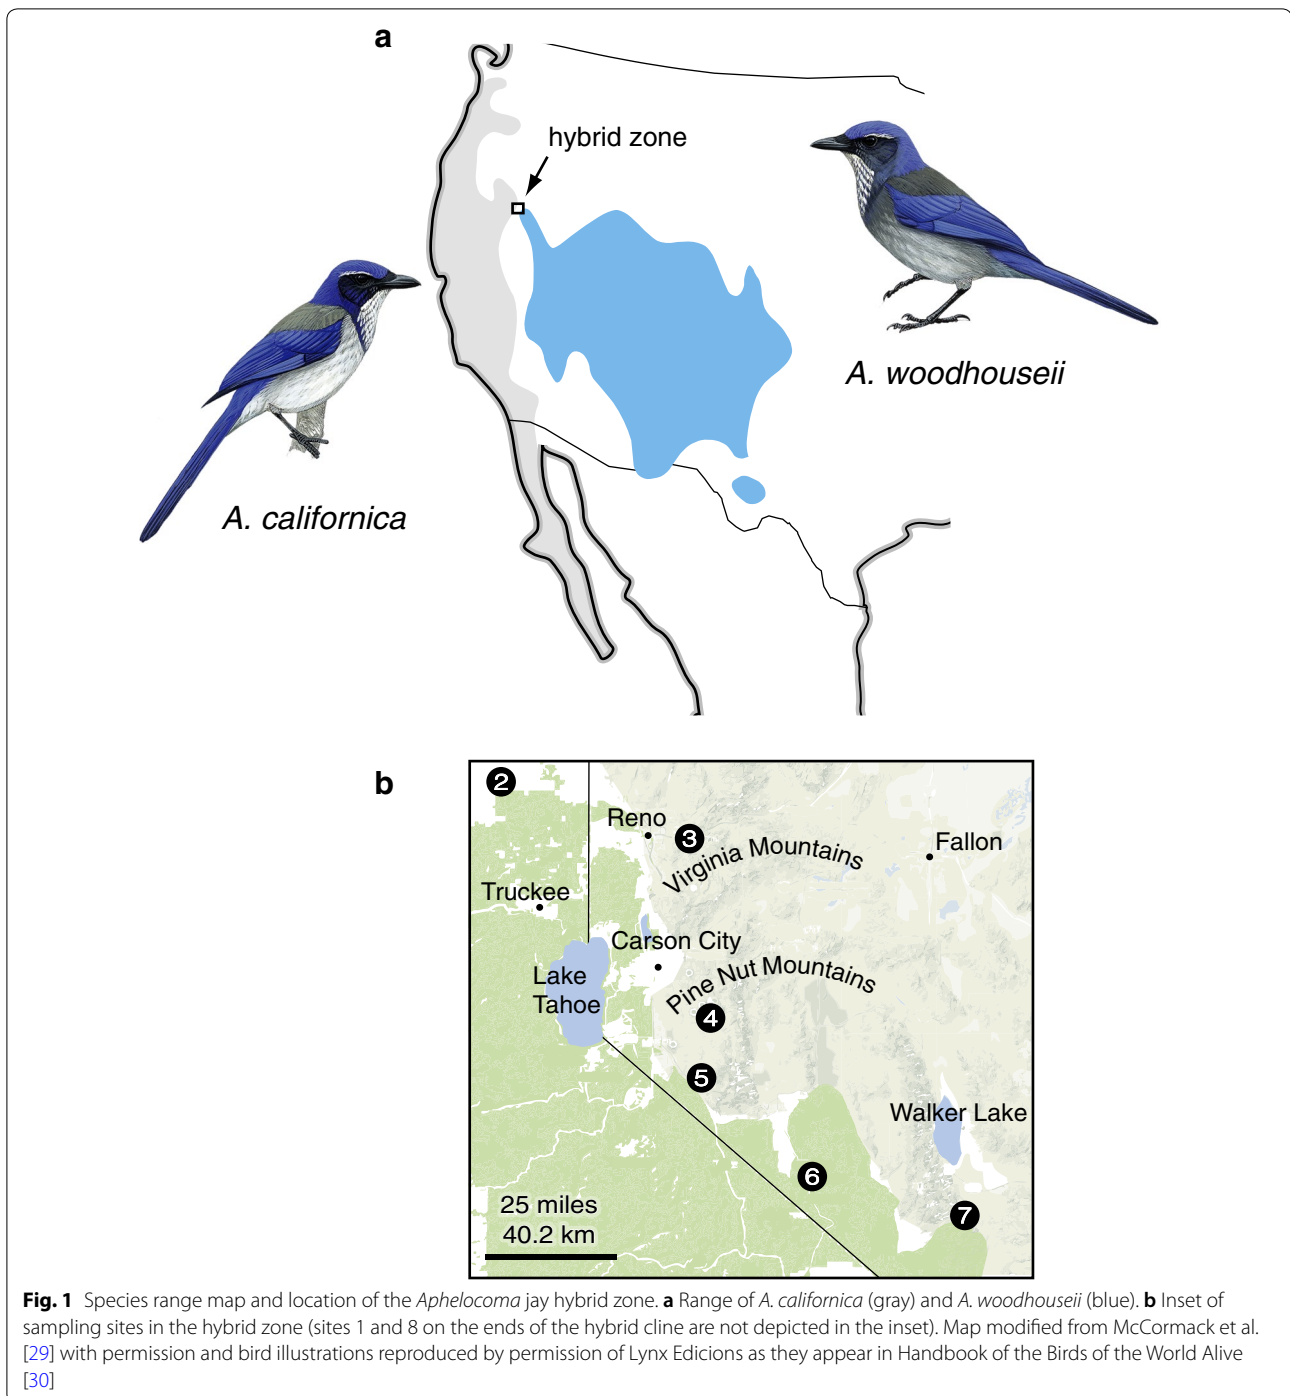 a
hybrid zone
A. woodhouseii
A. californica
b
2
Reno
3
Virginia Mountains
Fallon
Truckee
Carson City
Lake
Tahoe
Pine Nut Mountains
4
5
Walker Lake
6
7
25 miles
40.2 km
Fig. 1 Species range map and location of the Aphelocoma jay hybrid zone. a Range of A. californica (gray) and A. woodhouseii (blue). b Inset of
sampling sites in the hybrid zone (sites 1 and 8 on the ends of the hybrid cline are not depicted in the inset). Map modified from McCormack et al.
[29] with permission and bird illustrations reproduced by permission of Lynx Edicions as they appear in Handbook of the Birds of the World Alive
[30]